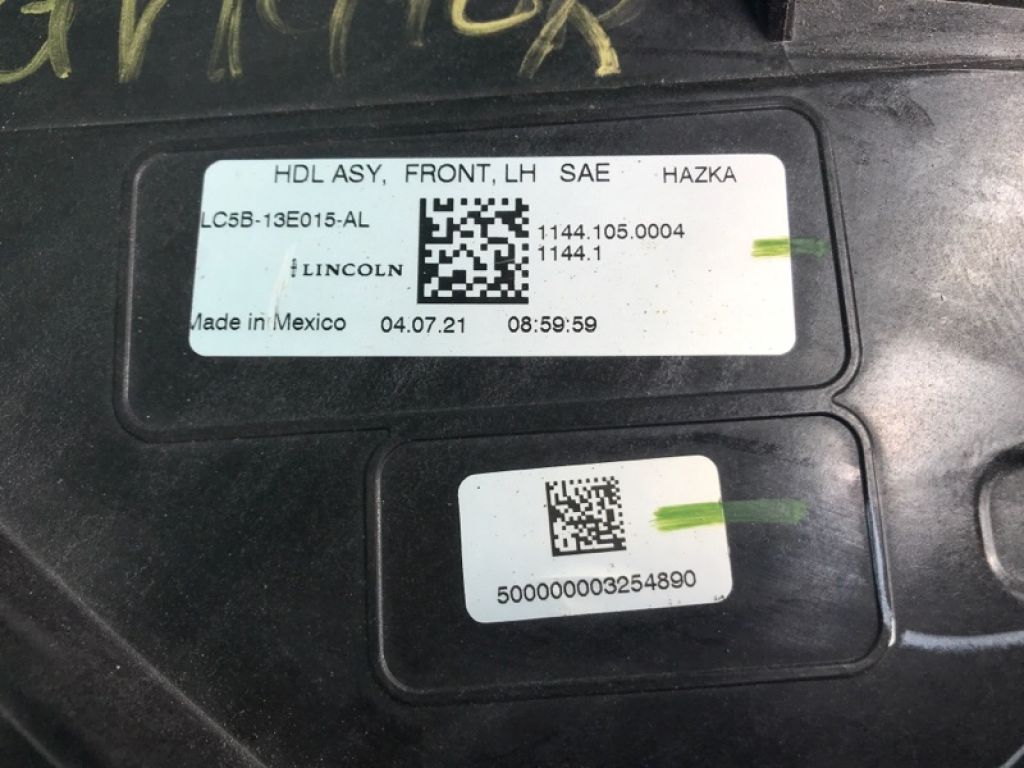 HDL ASY, FRONT, LH SAE HAZKA
LC5B-13E015-AL
1144.105.0004
1144.1
LINCOLN
Made in Mexico 04.07.21 08:59:59
500000003254890